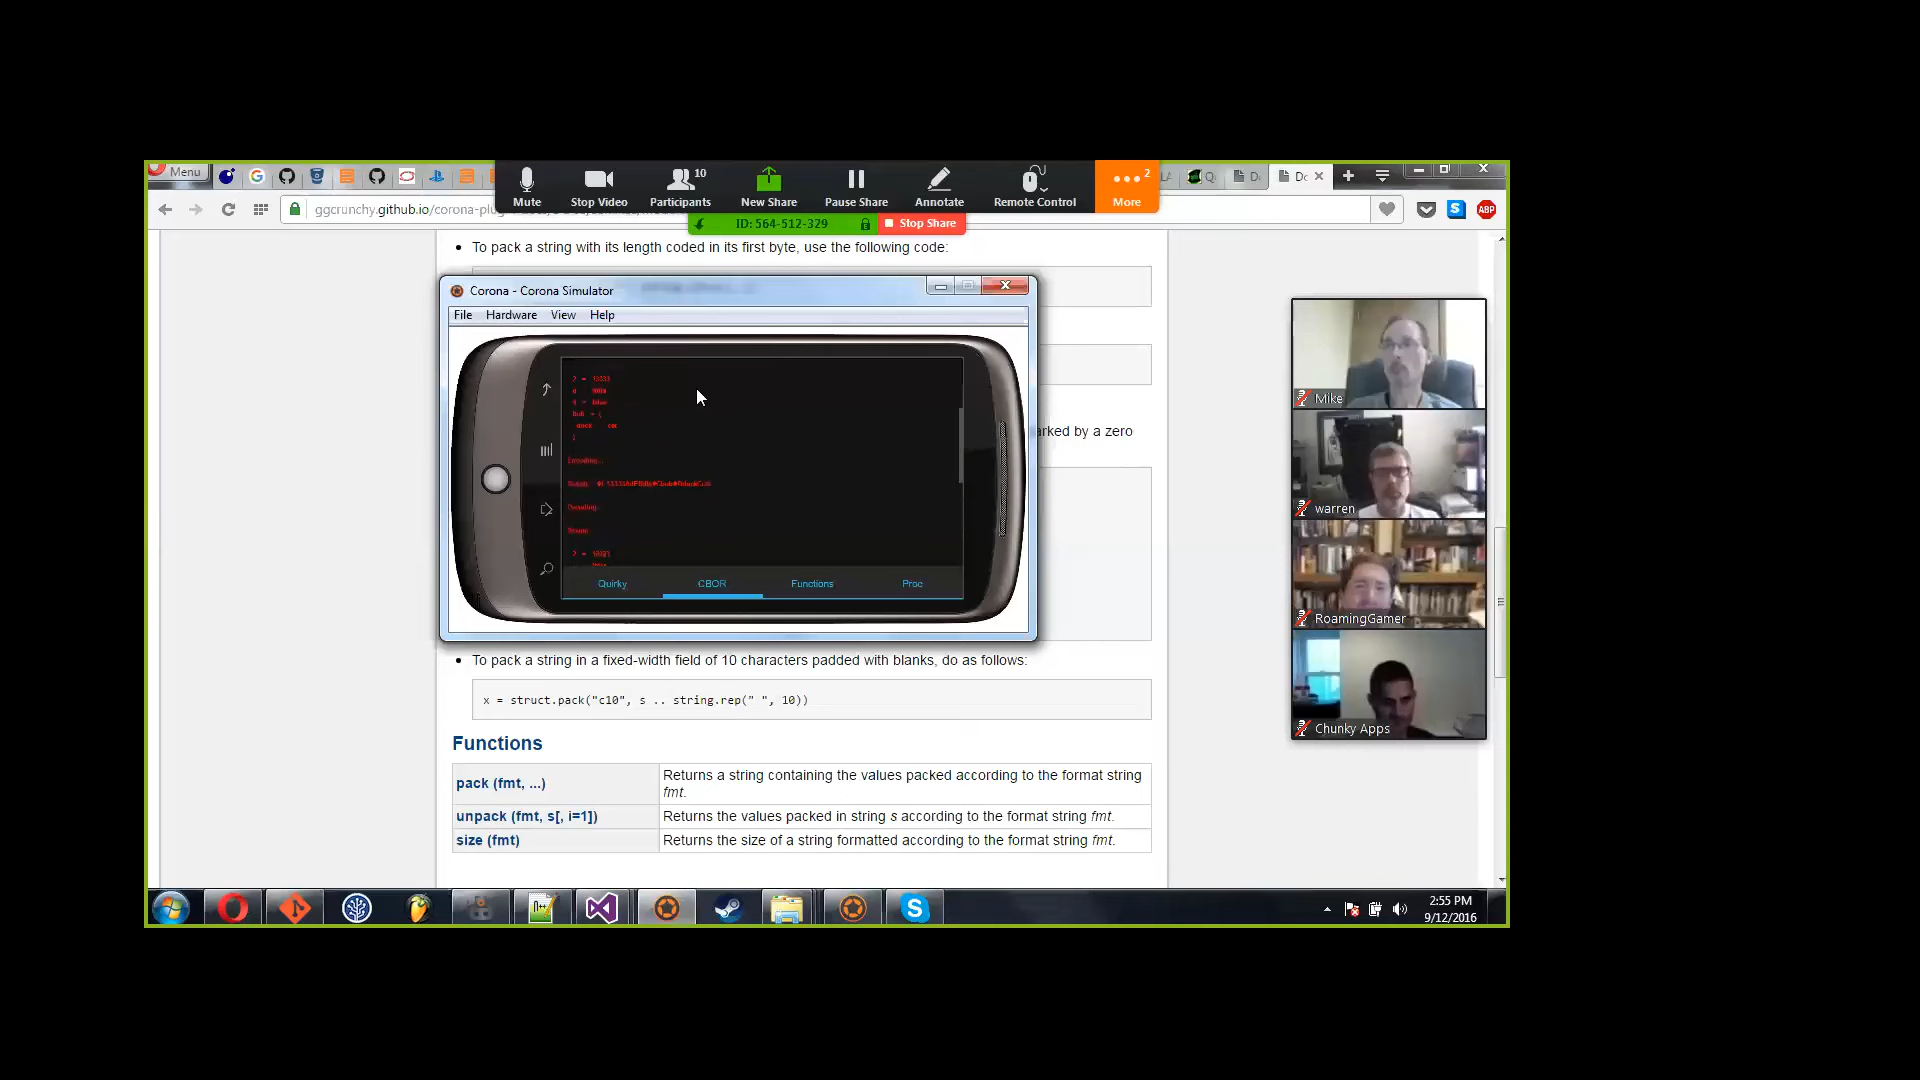 Menu
Mute
Stop Video
Participants
10
New Share
Pause Share
Annotate
Remote Control
More
2
ID: 564-512-329
Stop Share
ABP
To pack a string with its length coded in its first byte, use the following code:
Corona - Corona Simulator
File Hardware View Help
arked by a zero
Quirky
CBOR
Functions
Proc
Mike
warren
RoamingGamer
Chunky Apps
To pack a string in a fixed-width field of 10 characters padded with blanks, do as follows:
x = struct.pack("c10", s .. string.rep(" ", 10))
Functions
pack (fmt, ...)
Returns a string containing the values packed according to the format string
fmt.
unpack (fmt, s[, i=1])
Returns the values packed in string s according to the format string fmt.
size (fmt)
Returns the size of a string formatted according to the format string fmt.
2:55 PM
9/12/2016